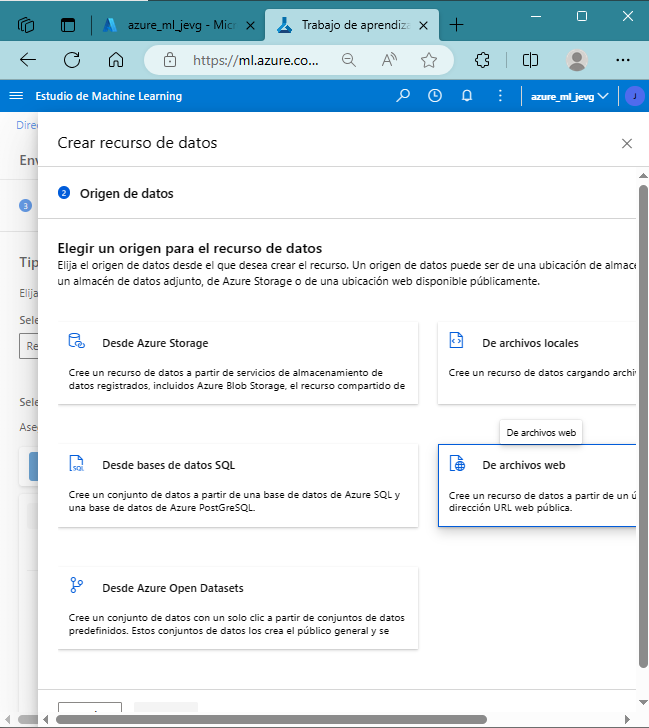 azure_ml_jevg - Micr
Trabajo de aprendiza
https://ml.azure.co...
Estudio de Machine Learning
azure_ml_jevg
J
Direc
Crear recurso de datos
Env
2 Origen de datos
3
Elegir un origen para el recurso de datos
Tip
Elija el origen de datos desde el que desea crear el recurso. Un origen de datos puede ser de una ubicación de almace
un almacén de datos adjunto, de Azure Storage o de una ubicación web disponible públicamente.
Elija
Sele
Re
Desde Azure Storage
Cree un recurso de datos a partir de servicios de almacenamiento de
datos registrados, incluidos Azure Blob Storage, el recurso compartido de
De archivos locales
Cree un recurso de datos cargando archiv
Sele
Ase
De archivos web
SQL
Desde bases de datos SQL
Cree un conjunto de datos a partir de una base de datos de Azure SQL y
una base de datos de Azure PostGreSQL.
De archivos web
Cree un recurso de datos a partir de un ú
dirección URL web pública.
Desde Azure Open Datasets
Cree un conjunto de datos con un solo clic a partir de conjuntos de datos
predefinidos. Estos conjuntos de datos los crea el público general y se